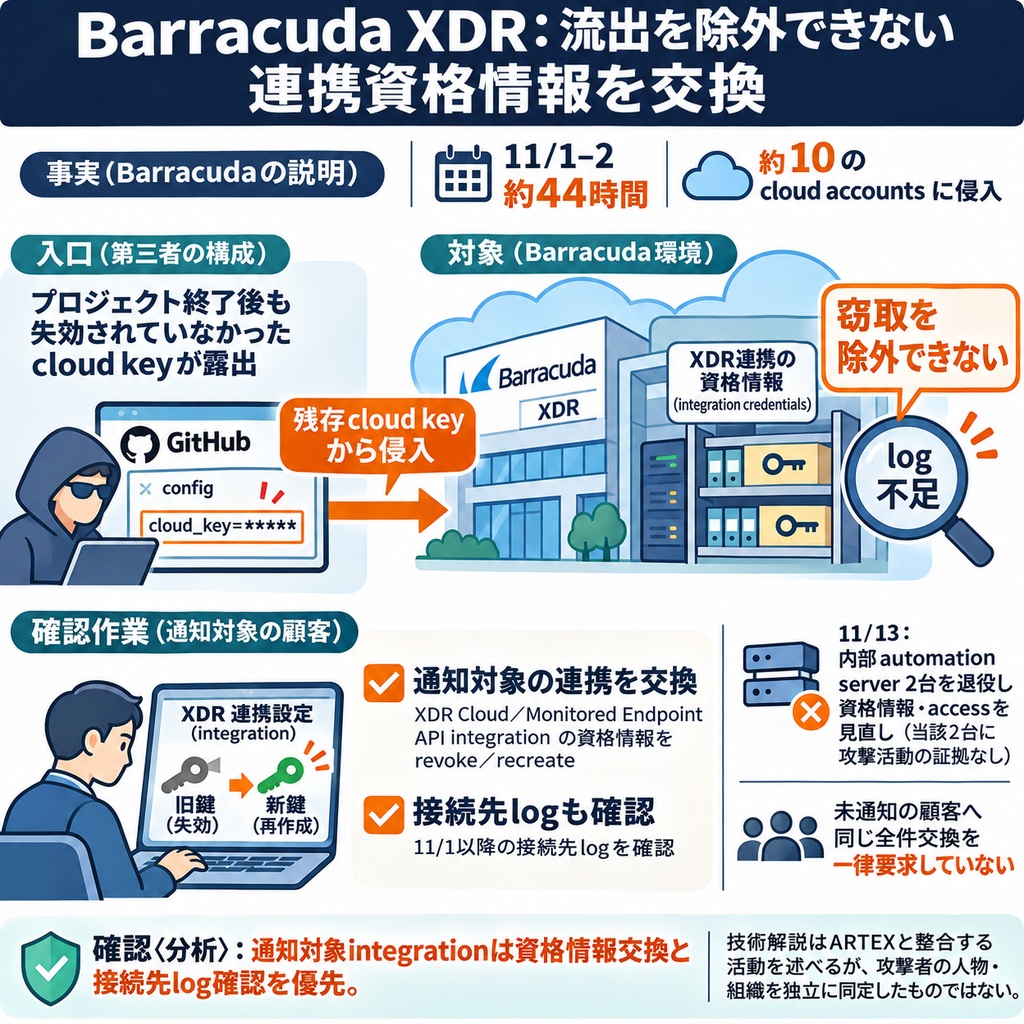 Barracuda XDR：流出を除外できない
連携資格情報を交換
事実（Barracudaの説明）
11/1–2
約44時間
約10の
cloud accounts に侵入
入口（第三者の構成）
プロジェクト終了後も
失効されていなかった
cloud keyが露出
GitHub
× config
cloud_key=*****
残存cloud key
から侵入
対象（Barracuda環境）
Barracuda
XDR
XDR連携の
資格情報
(integration credentials)
窃取を
除外できない
log
不足
確認作業（通知対象の顧客）
XDR 連携設定
（integration）
旧鍵
（失効）
新鍵
（再作成）
通知対象の連携を交換
XDR Cloud／Monitored Endpoint
API integration の資格情報を
revoke／recreate
接続先logも確認
11/1以降の接続先logを確認
11/13：
内部automation
server 2台を退役し
資格情報・accessを
見直し（当該2台に
攻撃活動の証拠なし）
未通知の顧客へ
同じ全件交換を
一律要求していない
確認〈分析〉：通知対象integrationは資格情報交換と
接続先log確認を優先。
技術解説はARTEXと整合する
活動を述べるが、攻撃者の人物・
組織を独立に同定したものではない。